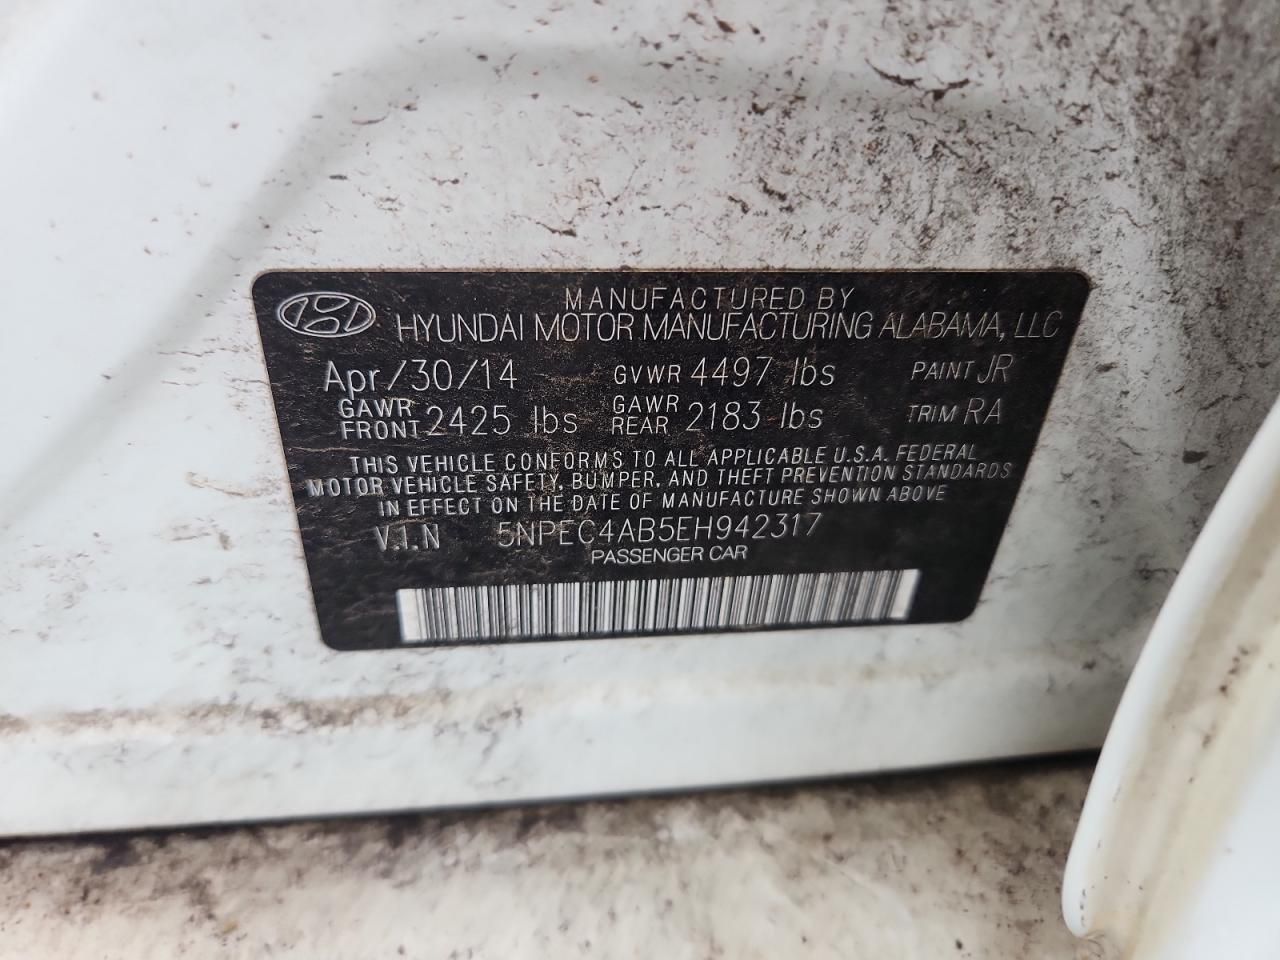 MANUFACTURED BY
HYUNDAI MOTOR MANUFACTURING ALABAMA, LLC
Apr/30/14 GVWR 4497 lbs PAINT JR
GAWR FRONT 2425 lbs GAWR REAR 2183 lbs TRIM RA
THIS VEHICLE CONFORMS TO ALL APPLICABLE U.S.A. FEDERAL
MOTOR VEHICLE SAFETY, BUMPER, AND THEFT PREVENTION STANDARDS
IN EFFECT ON THE DATE OF MANUFACTURE SHOWN ABOVE
V.I.N 5NPEC4AB5EH942317
PASSENGER CAR